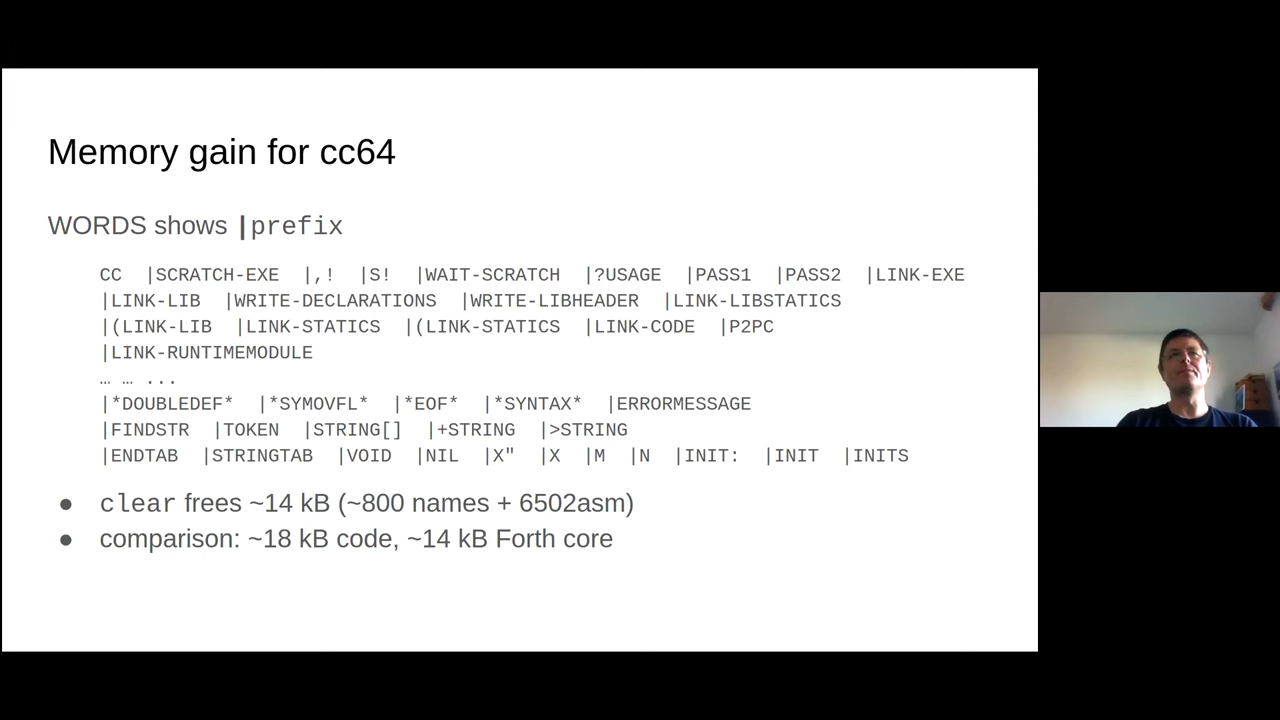 Memory gain for cc64
WORDS shows |prefix
CC |SCRATCH-EXE |,! |S! |WAIT-SCRATCH |?USAGE |PASS1 |PASS2 |LINK-EXE
|LINK-LIB |WRITE-DECLARATIONS |WRITE-LIBHEADER |LINK-LIBSTATICS
|(LINK-LIB |LINK-STATICS |(LINK-STATICS |LINK-CODE |P2PC
|LINK-RUNTIMEMODULE
… … ...
|*DOUBLEDEF* |*SYMOVFL* |*EOF* |*SYNTAX* |ERRORMESSAGE
|FINDSTR |TOKEN |STRING[] |+STRING |>STRING
|ENDTAB |STRINGTAB |VOID |NIL |X" |X |M |N |INIT: |INIT |INITS
● clear frees ~14 kB (~800 names + 6502asm)
● comparison: ~18 kB code, ~14 kB Forth core